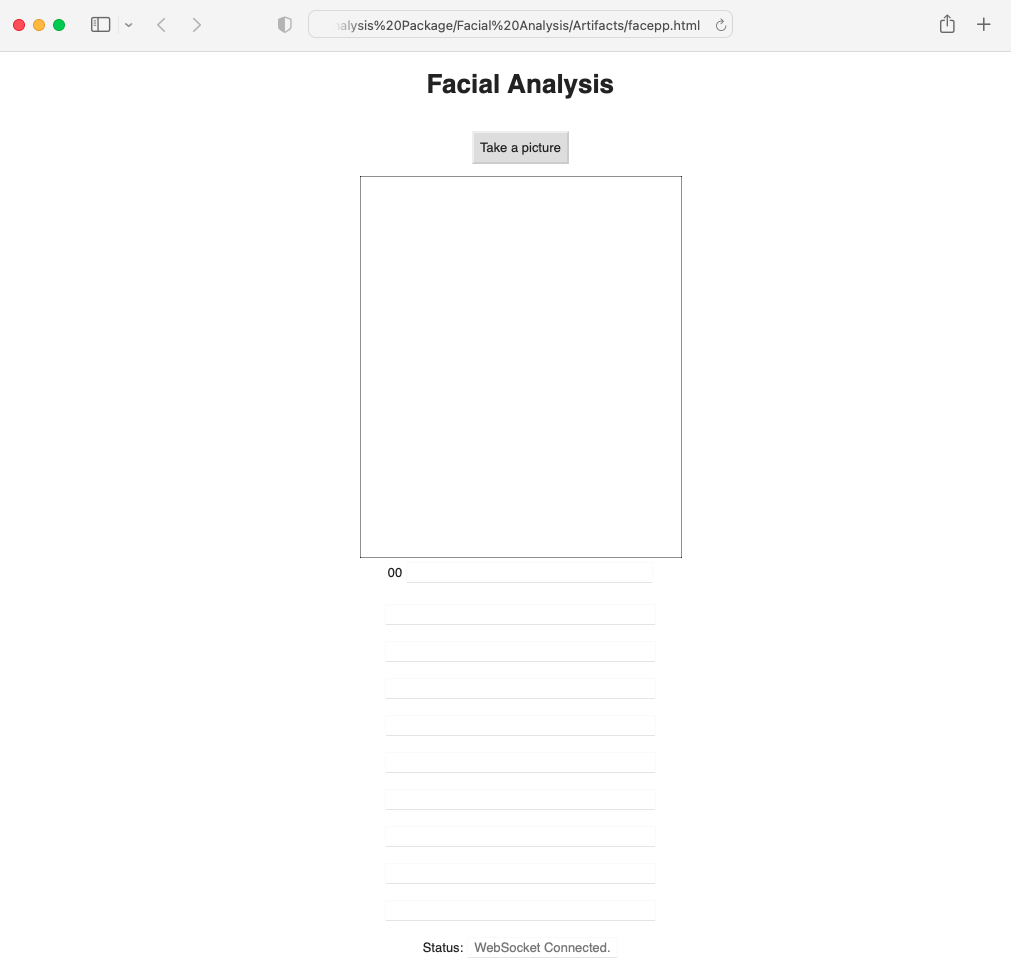 alysis%20Package/Facial%20Analysis/Artifacts/facepp.html
Facial Analysis
Take a picture
00
Status: WebSocket Connected.